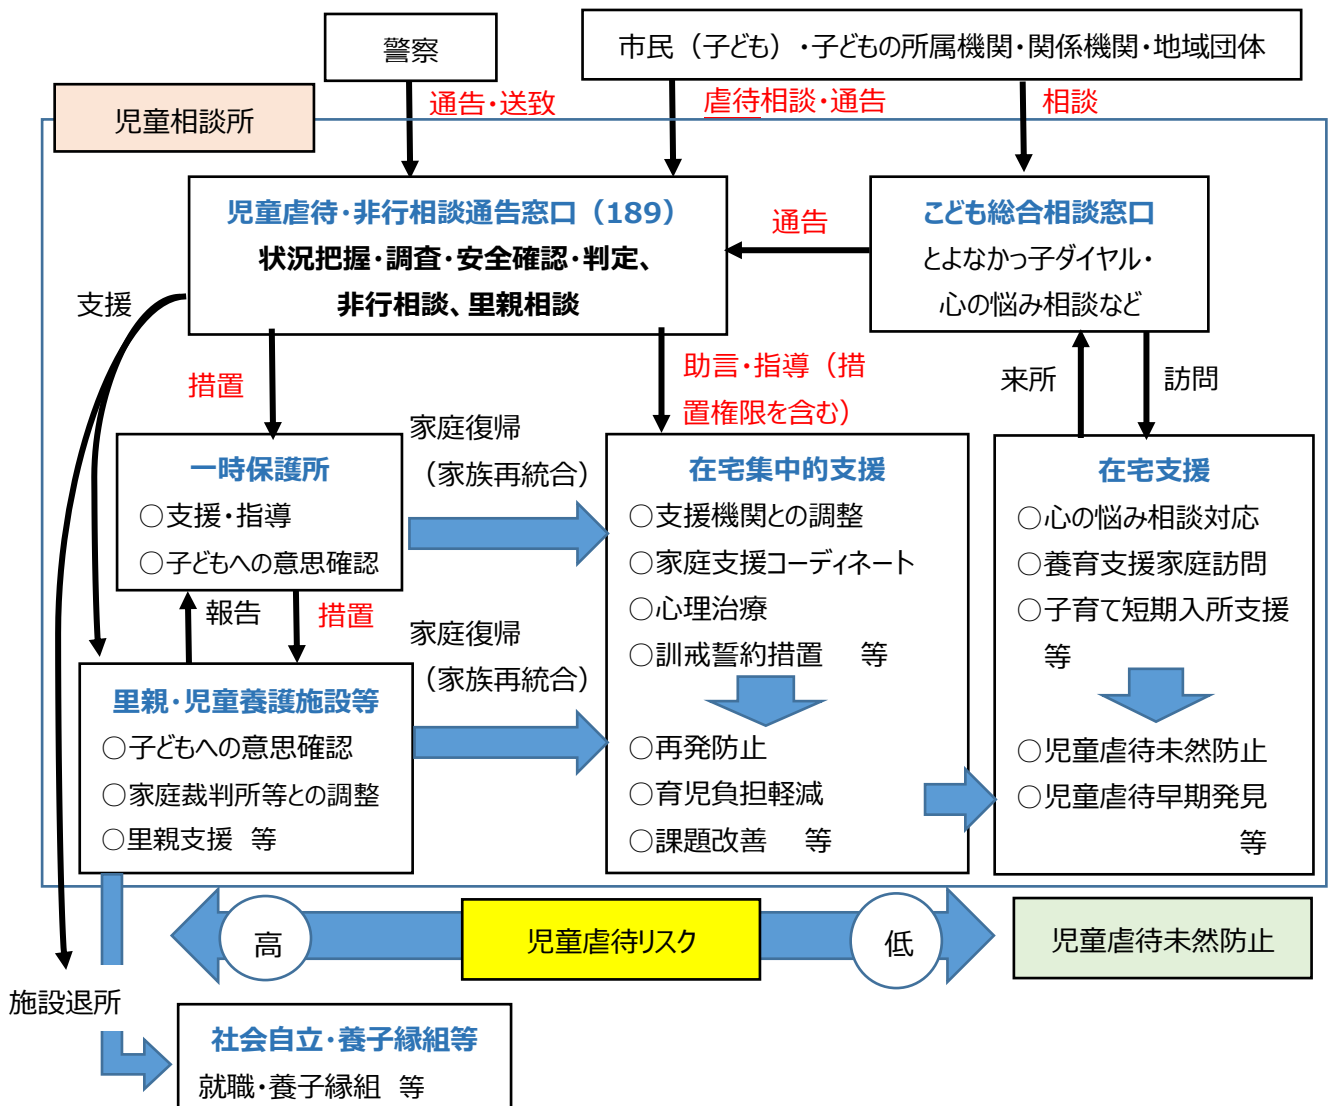 警察
市民（子ども）・子どもの所属機関・関係機関・地域団体
通告・送致
虐待相談・通告
相談
児童相談所
児童虐待・非行相談通告窓口（189）
状況把握・調査・安全確認・判定、
非行相談、里親相談
通告
こども総合相談窓口
とよなかっ子ダイヤル・
心の悩み相談など
支援
措置
助言・指導（措
置権限を含む）
来所
訪問
家庭復帰
（家族再統合）
一時保護所
○支援・指導
○子どもへの意思確認
報告
措置
家庭復帰
（家族再統合）
里親・児童養護施設等
○子どもへの意思確認
○家庭裁判所等との調整
○里親支援　等
在宅集中的支援
○支援機関との調整
○家庭支援コーディネート
○心理治療
○訓戒誓約措置　等
○再発防止
○育児負担軽減
○課題改善　等
在宅支援
○心の悩み相談対応
○養育支援家庭訪問
○子育て短期入所支援
等
○児童虐待未然防止
○児童虐待早期発見
等
高
児童虐待リスク
低
児童虐待未然防止
施設退所
社会自立・養子縁組等
就職・養子縁組　等